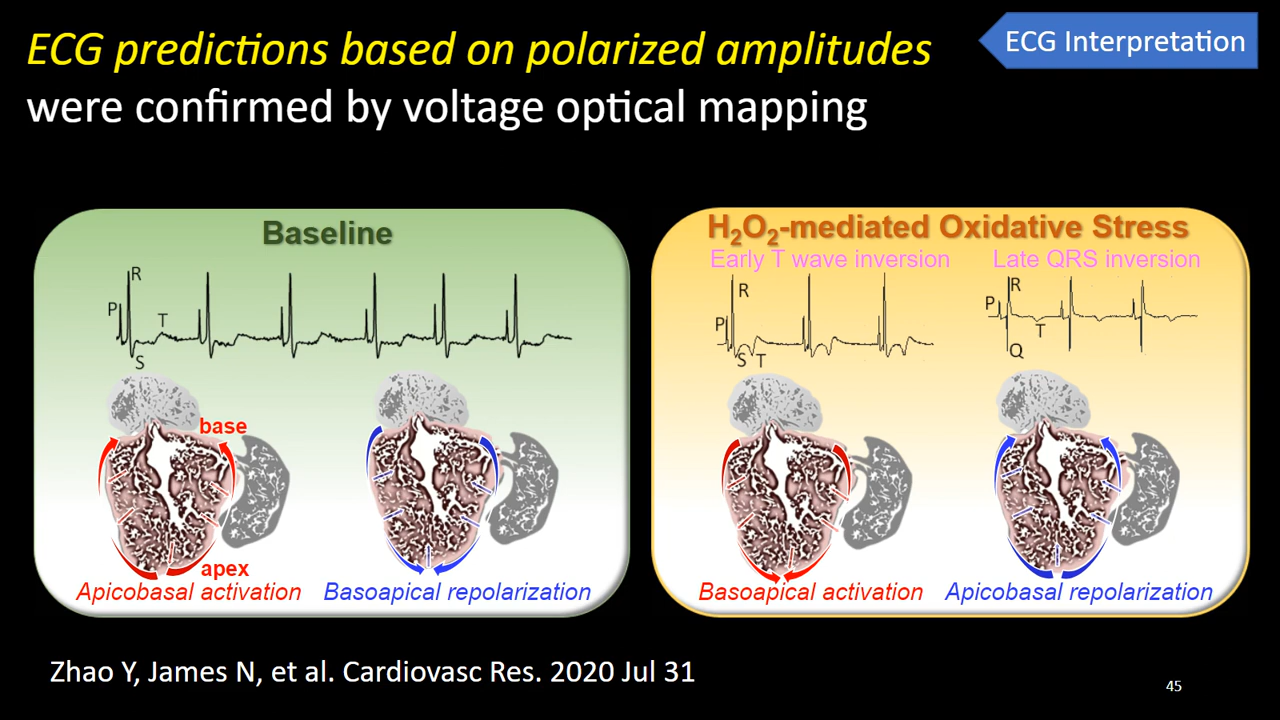 ECG predictions based on polarized amplitudes
were confirmed by voltage optical mapping
ECG Interpretation
Baseline
R
P
T
S
base
apex
Apicobasal activation
Basoapical repolarization
H₂O₂-mediated Oxidative Stress
Early T wave inversion
Late QRS inversion
R
P
S T
R
P
T
Q
Basoapical activation
Apicobasal repolarization
Zhao Y, James N, et al. Cardiovasc Res. 2020 Jul 31
45